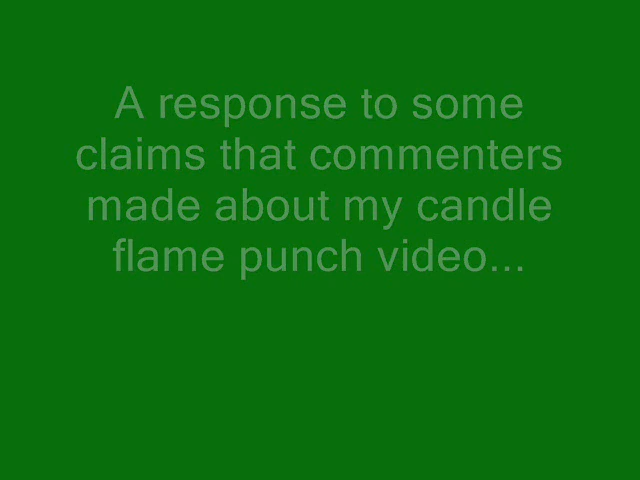 A response to some
claims that commenters
made about my candle
flame punch video...